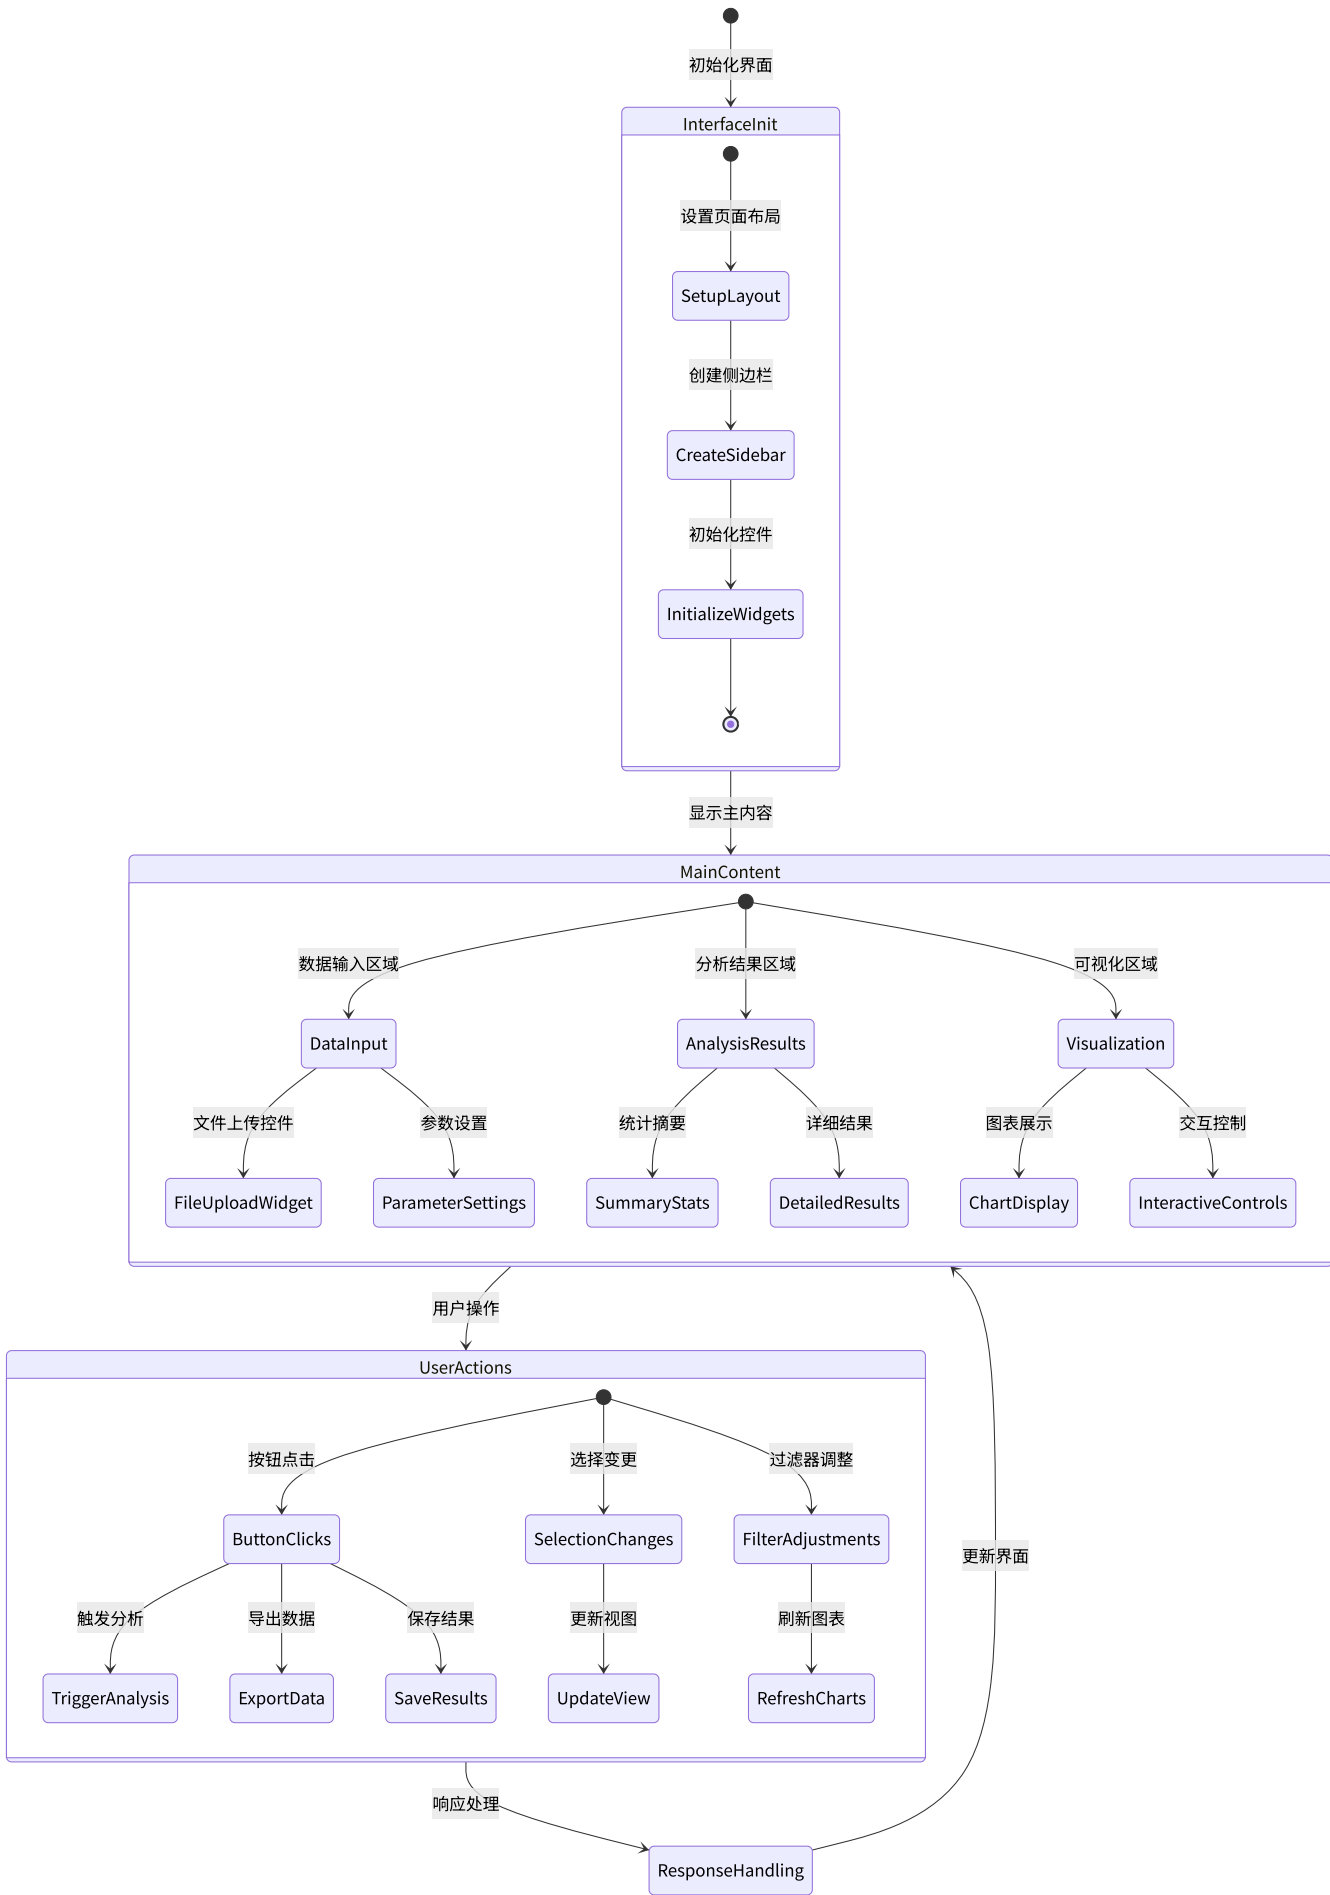 初始化界面
InterfaceInit
设置页面布局
SetupLayout
创建侧边栏
CreateSidebar
初始化控件
InitializeWidgets
显示主内容
MainContent
数据输入区域
分析结果区域
可视化区域
DataInput
AnalysisResults
Visualization
文件上传控件
参数设置
统计摘要
详细结果
图表展示
交互控制
FileUploadWidget
ParameterSettings
SummaryStats
DetailedResults
ChartDisplay
InteractiveControls
用户操作
UserActions
按钮点击
选择变更
过滤器调整
ButtonClicks
SelectionChanges
FilterAdjustments
更新界面
触发分析
导出数据
保存结果
更新视图
刷新图表
TriggerAnalysis
ExportData
SaveResults
UpdateView
RefreshCharts
响应处理
ResponseHandling